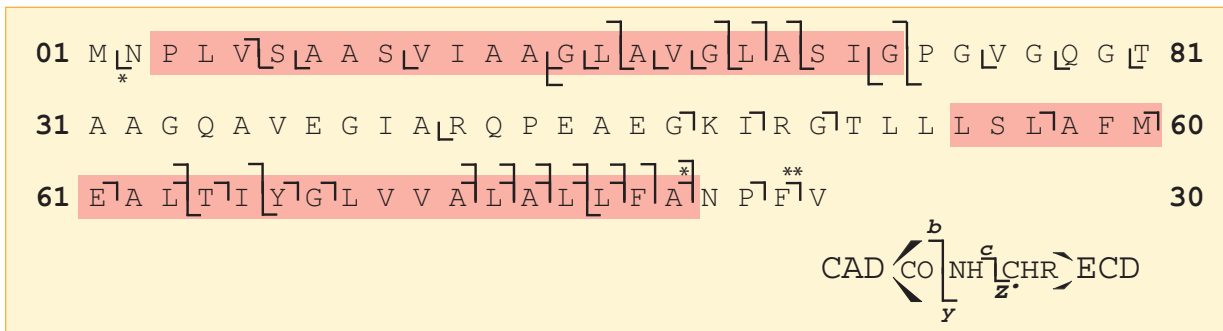 01 M N P L V S A A S V I A A G L A V G L A S I G P G V G Q G T 81
*
31 A A G Q A V E G I A R Q P E A E G K I R G T L L L S L A F M 60
* **
61 E A L T I Y G L V V A L A L L F A N P F V 30
b
c
CAD CO NH CHR ECD
z•
y